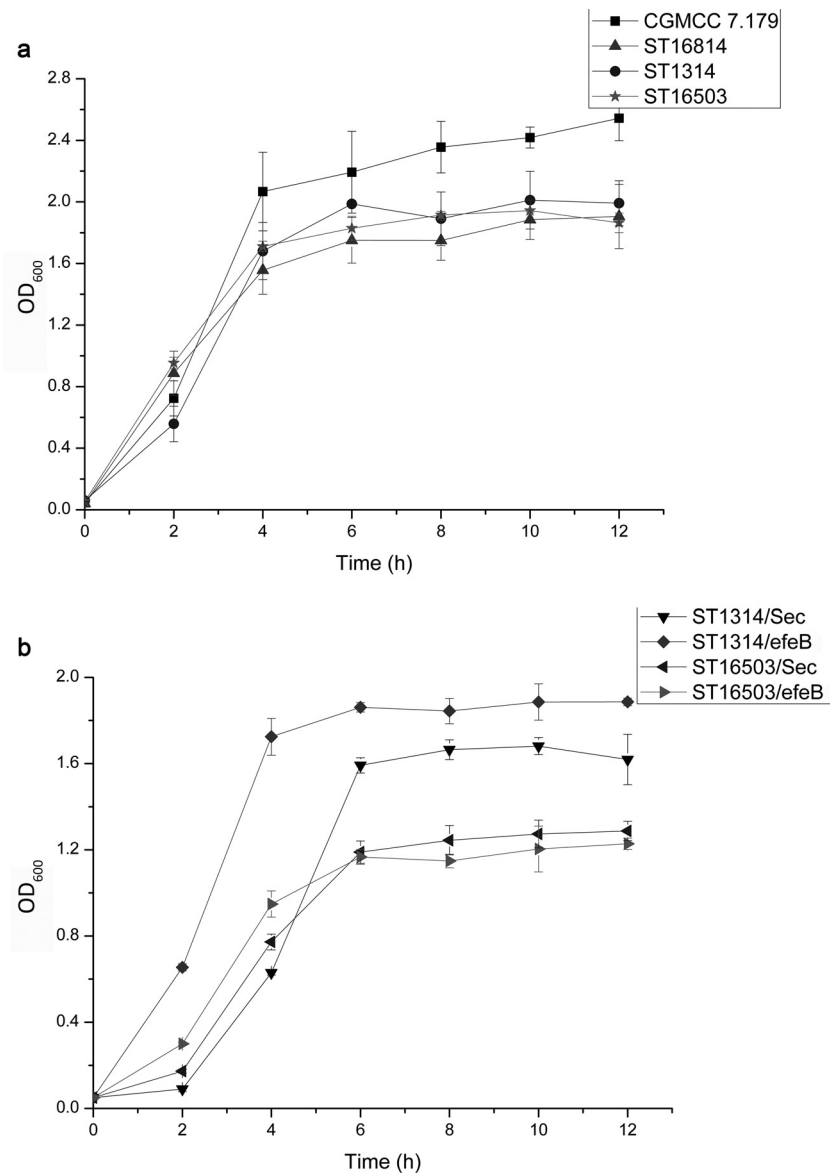 a
CGMCC 7.179
ST16814
ST1314
ST16503
2.8
2.4
2.0
1.6
1.2
0.8
0.4
0.0
OD600
0 2 4 6 8 10 12
Time (h)
b
ST1314/Sec
ST1314/efeB
ST16503/Sec
ST16503/efeB
2.0
1.6
1.2
0.8
0.4
0.0
OD600
0 2 4 6 8 10 12
Time (h)